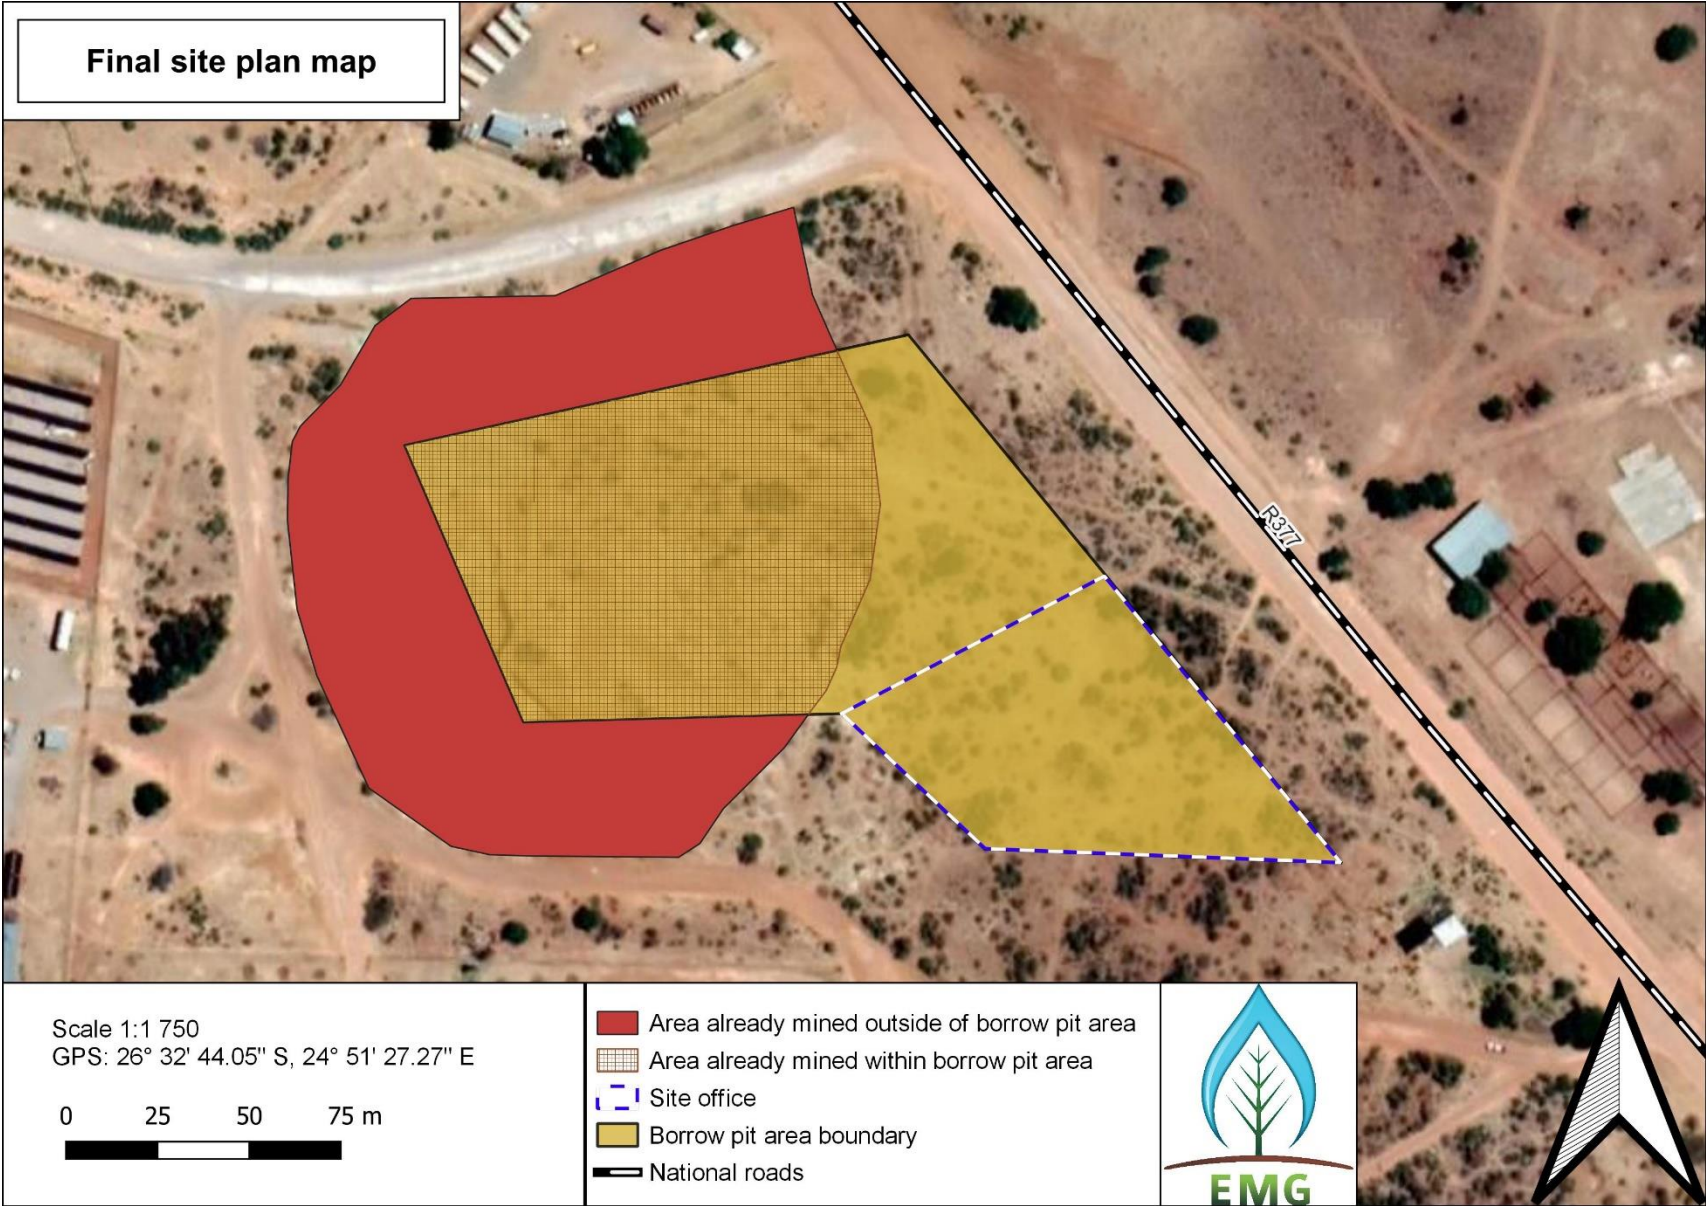 Final site plan map
R377
Google
Scale 1:1 750
GPS: 26° 32' 44.05" S, 24° 51' 27.27" E
0 25 50 75 m
Area already mined outside of borrow pit area
Area already mined within borrow pit area
Site office
Borrow pit area boundary
National roads
EMG